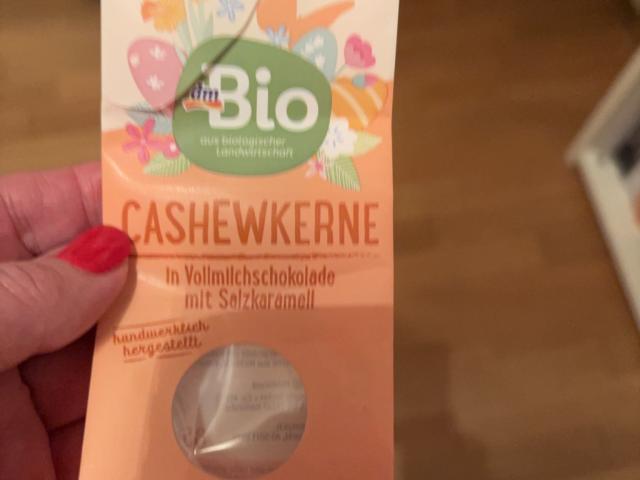 dm
Bio
aus biologischer
Landwirtschaft
CASHEWKERNE
in Vollmilchschokolade
mit Salzkaramell
handwerklich
hergestellt